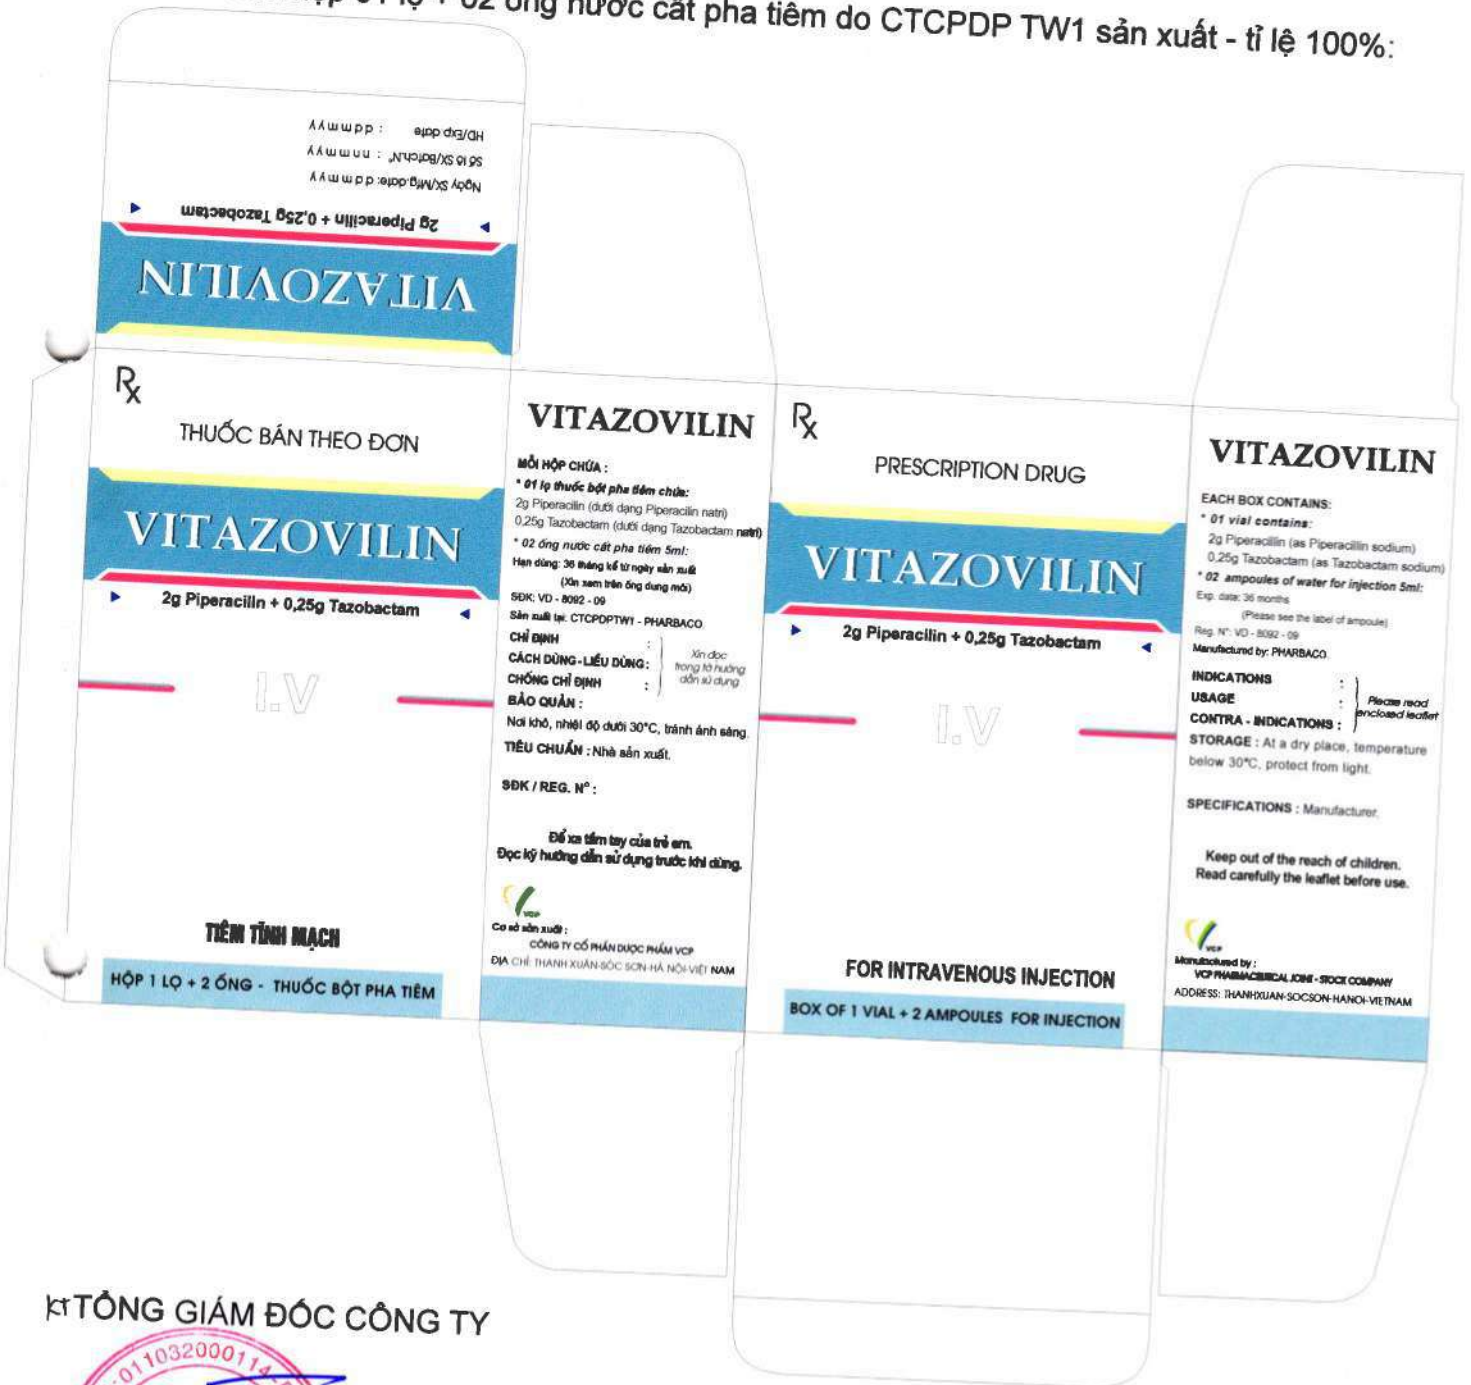 02 ống nước cất pha tiêm do CTCPDP TW1 sản xuất - tỉ lệ 100%:
HD/Exp date : d d m m y y
Số lô SX/Batch.N° : n n m m y y
Ngày SX/Mfg.date: d d m m y y
2g Piperacilin + 0,25g Tazobactam
VITAZOVILIN
Rx
THUỐC BÁN THEO ĐƠN
VITAZOVILIN
2g Piperacilin + 0,25g Tazobactam
I.V
TIÊM TĨNH MẠCH
HỘP 1 LỌ + 2 ỐNG - THUỐC BỘT PHA TIÊM
VITAZOVILIN
MỖI HỘP CHỨA :
* 01 lọ thuốc bột pha tiêm chứa:
2g Piperacilin (dưới dạng Piperacilin natri)
0,25g Tazobactam (dưới dạng Tazobactam natri)
* 02 ống nước cất pha tiêm 5ml:
Hạn dùng: 36 tháng kể từ ngày sản xuất
(Xin xem trên ống dung môi)
SĐK: VD - 8092 - 09
Sản xuất tại: CTCPDPTW1 - PHARBACO
CHỈ ĐỊNH :
CÁCH DÙNG-LIỀU DÙNG:
CHỐNG CHỈ ĐỊNH :
Xin đọc
trong tờ hướng
dẫn sử dụng
BẢO QUẢN :
Nơi khô, nhiệt độ dưới 30°C, tránh ánh sáng.
TIÊU CHUẨN : Nhà sản xuất.
SĐK / REG. N° :
Để xa tầm tay của trẻ em.
Đọc kỹ hướng dẫn sử dụng trước khi dùng.
VCP
Cơ sở sản xuất :
CÔNG TY CỔ PHẦN DƯỢC PHẨM VCP
ĐỊA CHỈ: THANH XUÂN-SÓC SƠN-HÀ NỘI-VIỆT NAM
Rx
PRESCRIPTION DRUG
VITAZOVILIN
2g Piperacilin + 0,25g Tazobactam
I.V
FOR INTRAVENOUS INJECTION
BOX OF 1 VIAL + 2 AMPOULES FOR INJECTION
VITAZOVILIN
EACH BOX CONTAINS:
* 01 vial contains:
2g Piperacillin (as Piperacillin sodium)
0,25g Tazobactam (as Tazobactam sodium)
* 02 ampoules of water for injection 5ml:
Exp. data: 36 months
(Please see the label of ampoule)
Reg. N°: VD - 8092 - 09
Manufactured by: PHARBACO.
INDICATIONS :
USAGE :
CONTRA - INDICATIONS :
Please read
enclosed leaflet
STORAGE : At a dry place, temperature
below 30°C, protect from light.
SPECIFICATIONS : Manufacturer.
Keep out of the reach of children.
Read carefully the leaflet before use.
VCP
Manufactured by :
VCP PHARMACEUTICAL JOINT - STOCK COMPANY
ADDRESS: THANHXUAN-SOCSON-HANOI-VIETNAM
KT TỔNG GIÁM ĐỐC CÔNG TY
011032000114